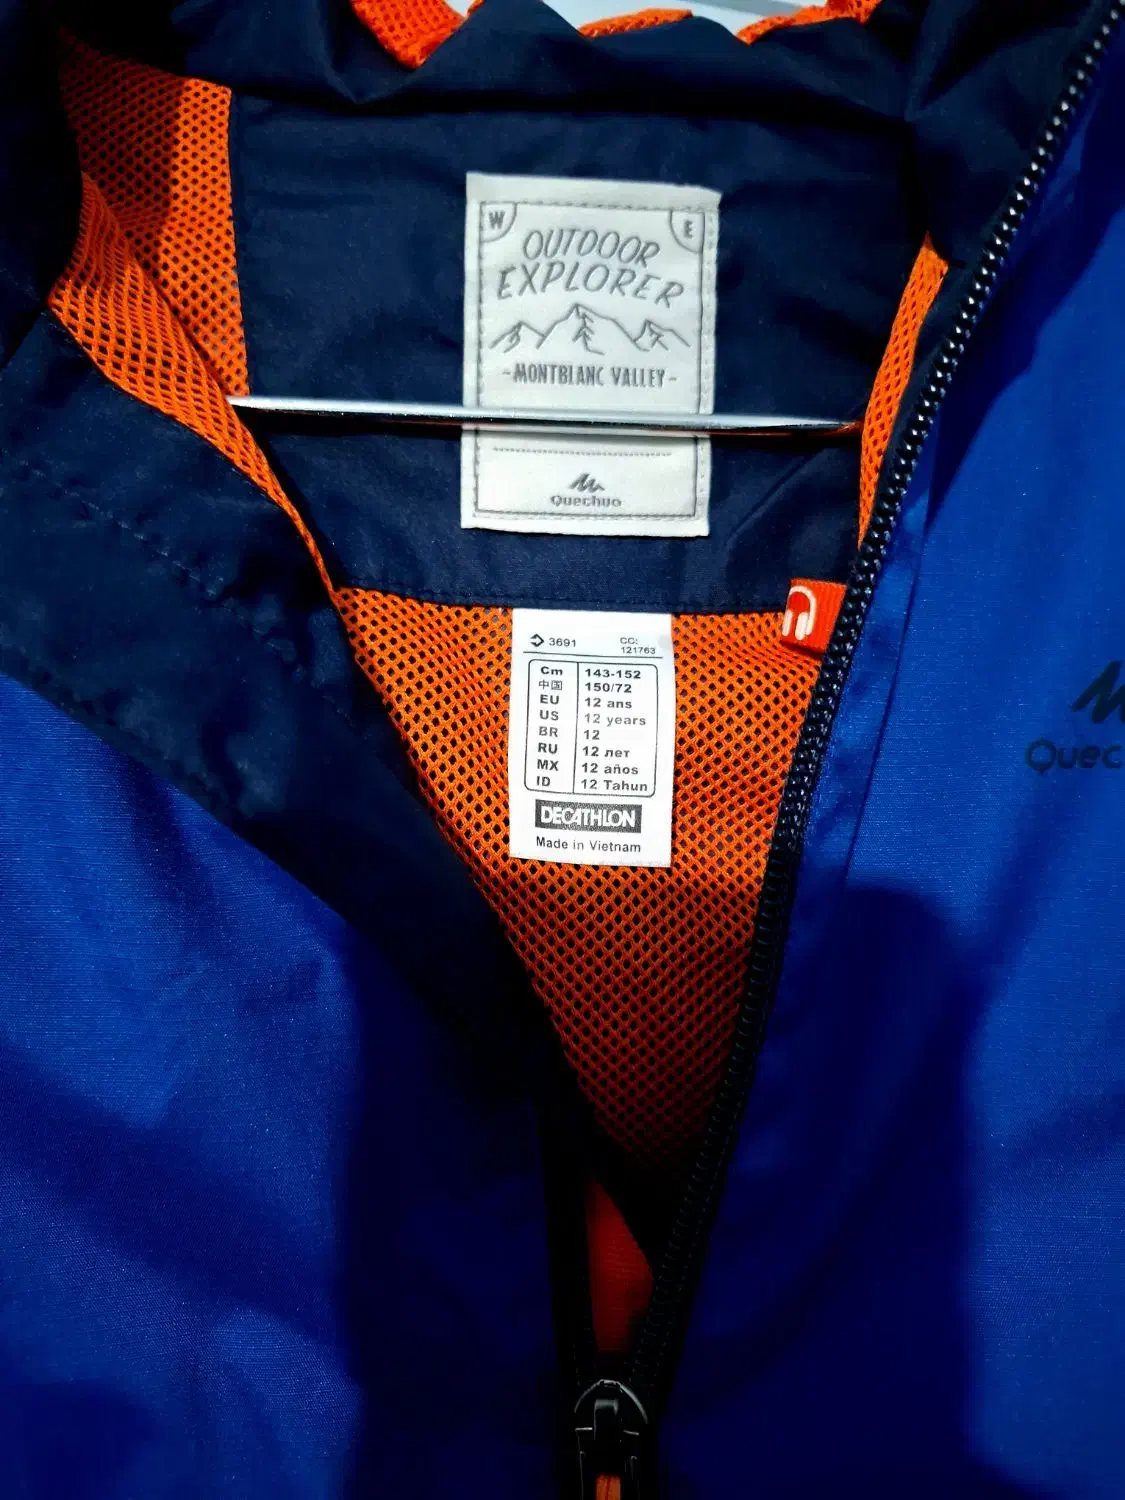 W E
OUTDOOR
EXPLORER
-MONTBLANC VALLEY-
Quechua
3691 CC: 121763
Cm 143-152
中国 150/72
EU 12 ans
US 12 years
BR 12
RU 12 лет
MX 12 años
ID 12 Tahun
DECATHLON
Made in Vietnam
Quec